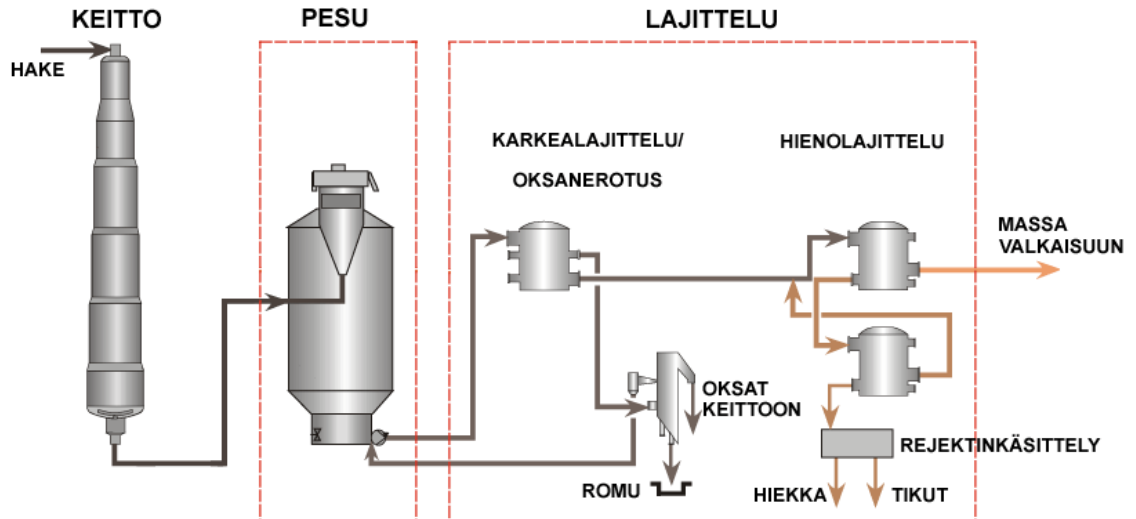 KEITTO
PESU
LAJITTELU
HAKE
KARKEALAJITTELU/
OKSANEROTUS
HIENOLAJITTELU
MASSA
VALKAISUUN
OKSAT
KEITTOON
ROMU
REJEKTINKÄSITTELY
HIEKKA
TIKUT